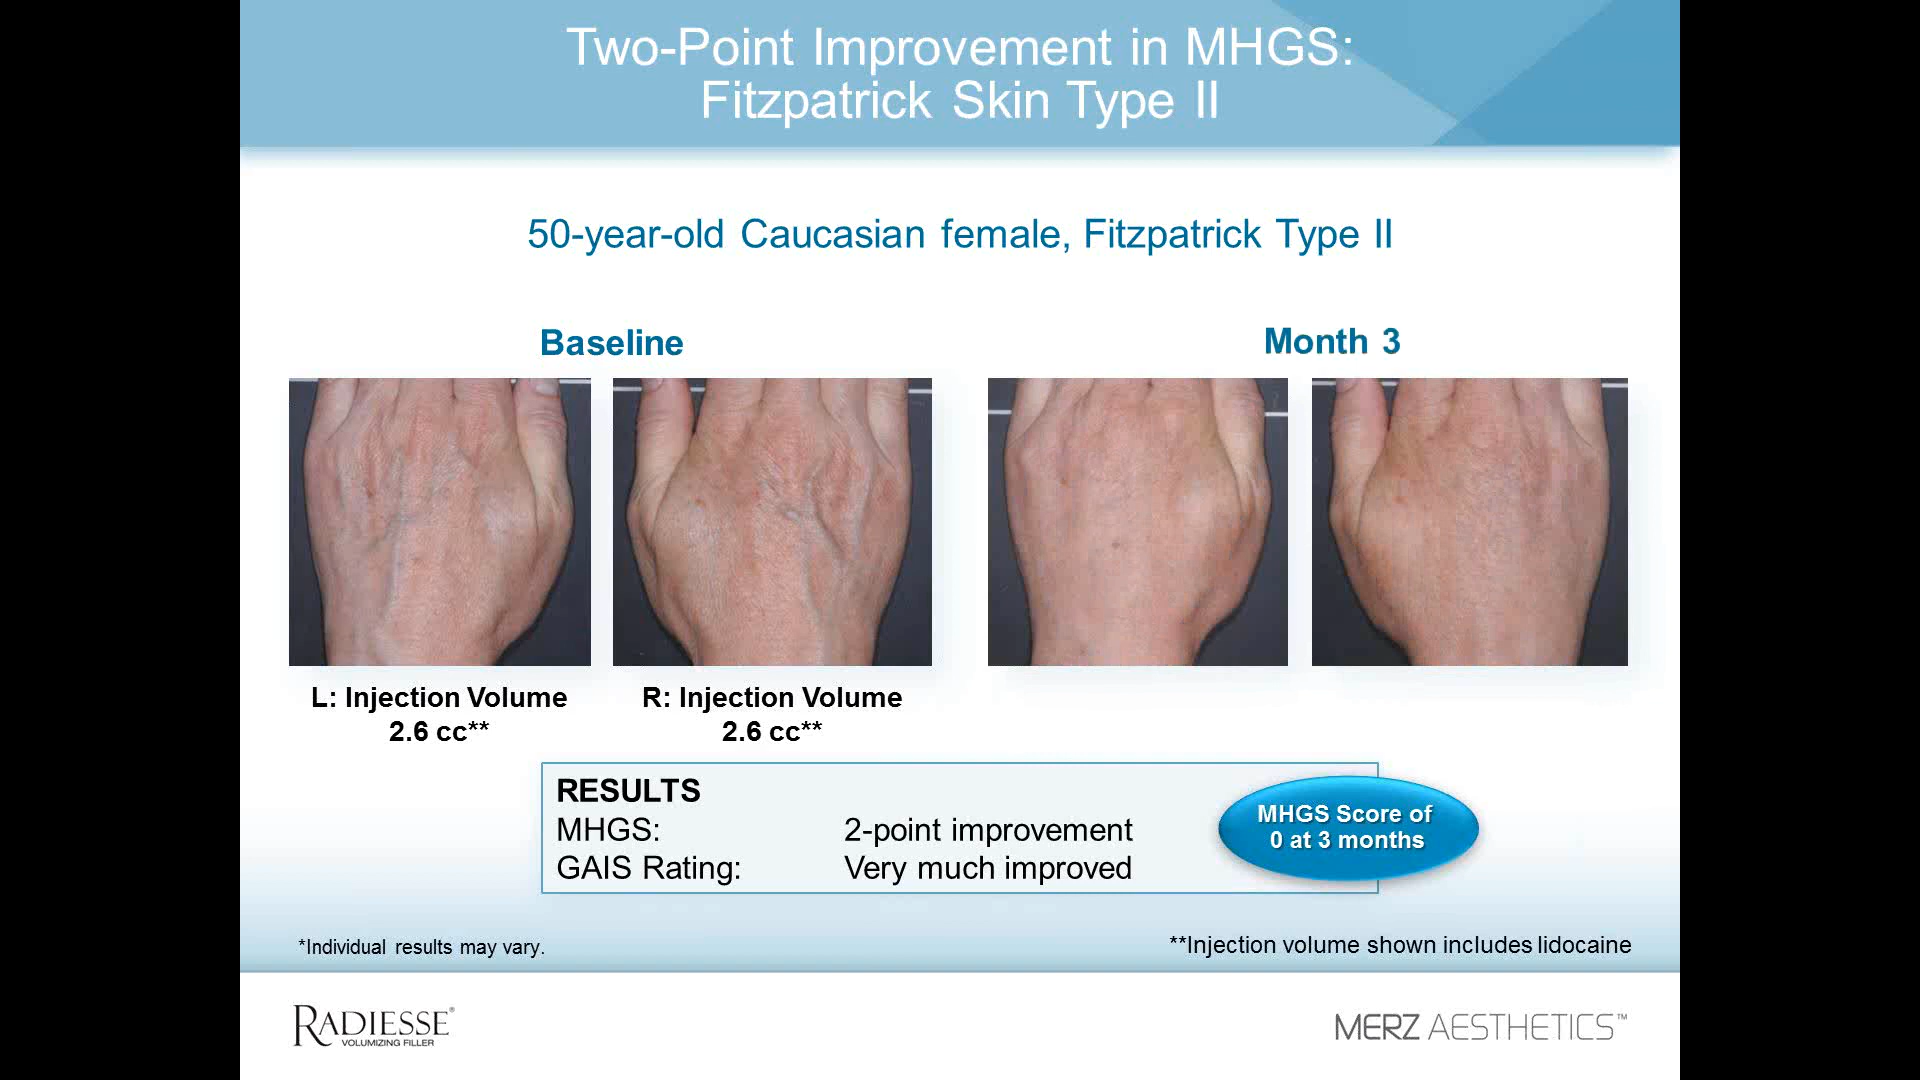 Two-Point Improvement in MHGS:
Fitzpatrick Skin Type II
50-year-old Caucasian female, Fitzpatrick Type II
Baseline
Month 3
L: Injection Volume
2.6 cc**
R: Injection Volume
2.6 cc**
RESULTS
MHGS: 2-point improvement
GAIS Rating: Very much improved
MHGS Score of
0 at 3 months
*Individual results may vary.
**Injection volume shown includes lidocaine
RADIESSE®
VOLUMIZING FILLER
MERZ AESTHETICS™